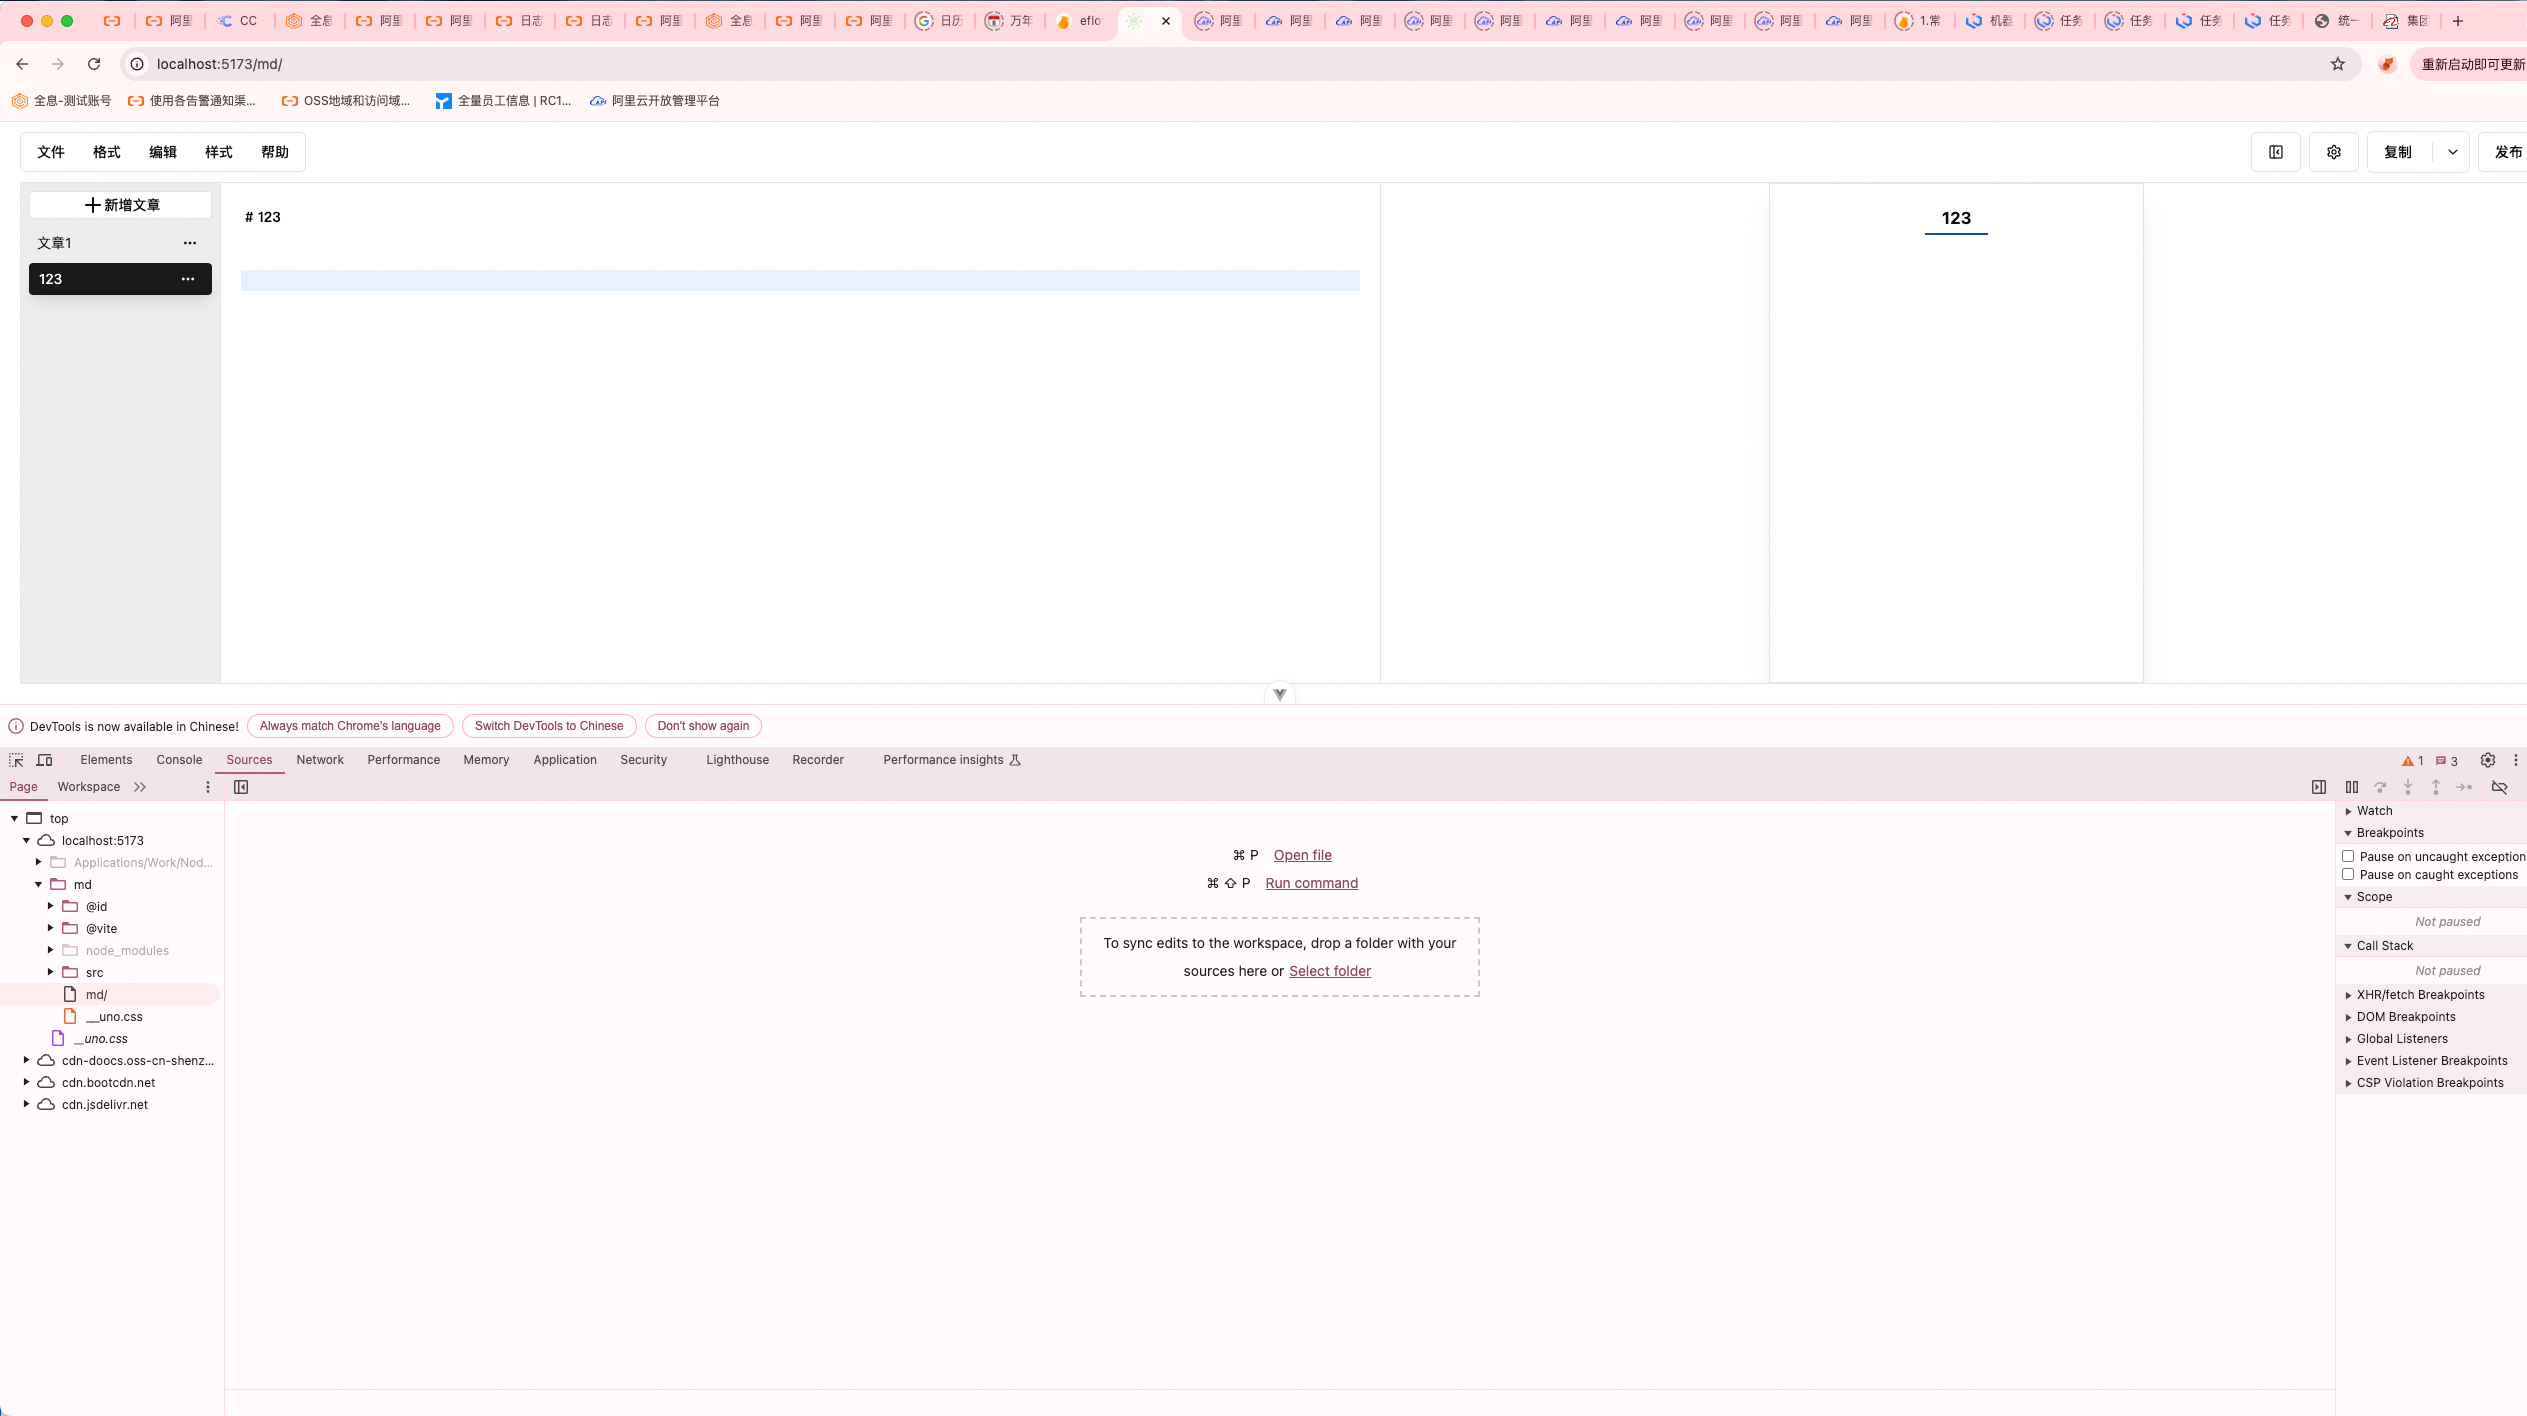 阿里 CC 全息 阿里 阿里 日志 日志 阿里 全息 阿里 阿里 日历 万年 eflo 阿里 阿里 阿里 阿里 阿里 阿里 阿里 阿里 阿里 阿里 1.常 机器 任务 任务 任务 任务 统一 集团
localhost:5173/md/
重新启动即可更新
全息-测试账号 使用各告警通知渠... OSS地域和访问域... 全量员工信息 | RC1... 阿里云开放管理平台
文件 格式 编辑 样式 帮助
复制 发布
新增文章
文章1
123
# 123
123
DevTools is now available in Chinese! Always match Chrome's language Switch DevTools to Chinese Don't show again
Elements Console Sources Network Performance Memory Application Security Lighthouse Recorder Performance insights 1 3
Page Workspace
top
localhost:5173
Applications/Work/Nod...
md
@id
@vite
node_modules
src
md/
__uno.css
__uno.css
cdn-doocs.oss-cn-shenz...
cdn.bootcdn.net
cdn.jsdelivr.net
⌘ P Open file
⌘ ⇧ P Run command
To sync edits to the workspace, drop a folder with your
sources here or Select folder
Watch
Breakpoints
Pause on uncaught exception
Pause on caught exceptions
Scope
Not paused
Call Stack
Not paused
XHR/fetch Breakpoints
DOM Breakpoints
Global Listeners
Event Listener Breakpoints
CSP Violation Breakpoints